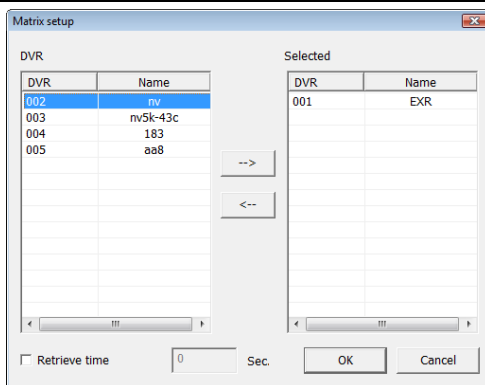 Matrix setup
DVR
Selected
DVR Name
002 nv
003 nv5k-43c
004 183
005 aa8
DVR Name
001 EXR
-->
<--
Retrieve time 0 Sec.
OK
Cancel